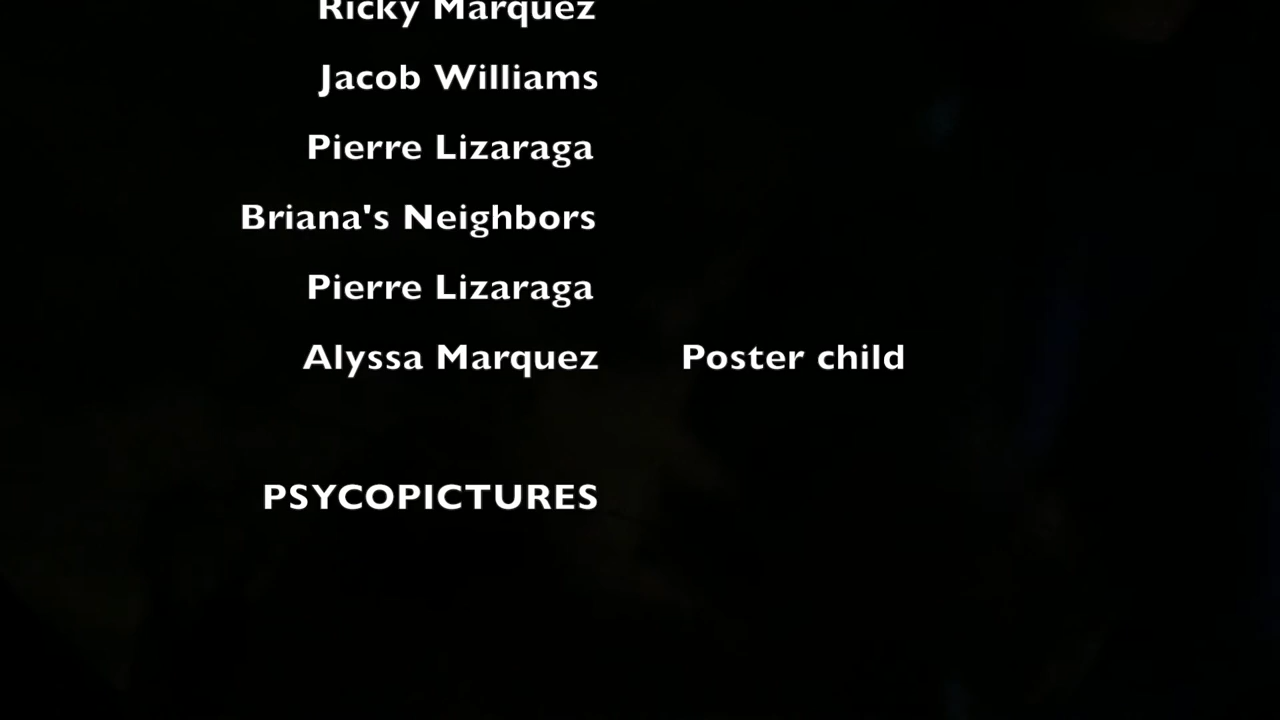 Ricky Marquez
Jacob Williams
Pierre Lizaraga
Briana's Neighbors
Pierre Lizaraga
Alyssa Marquez Poster child
PSYCOPICTURES